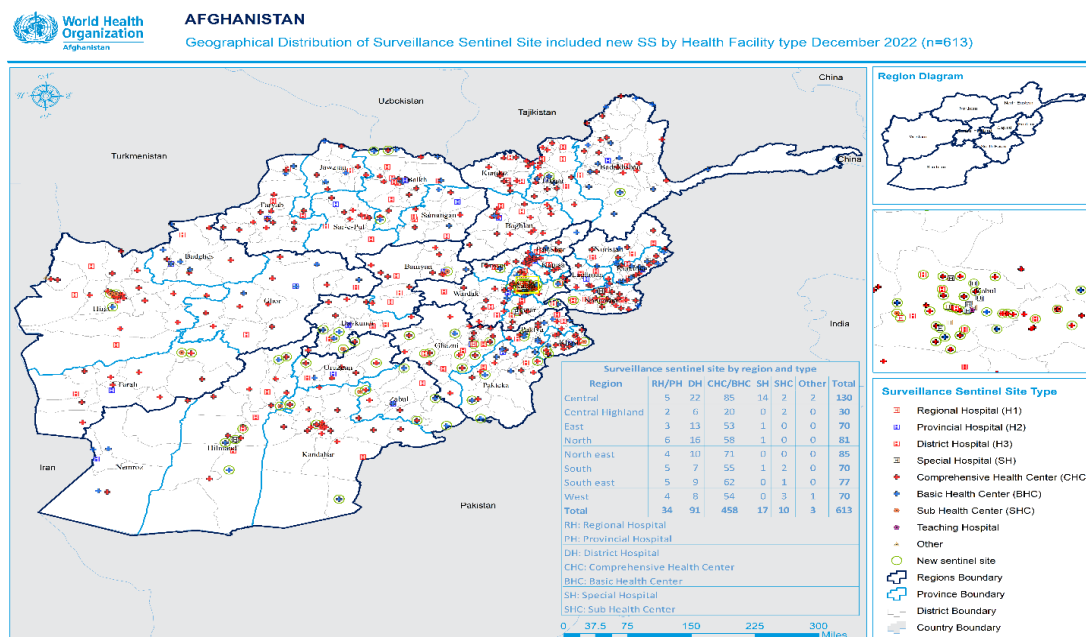 World Health
Organization
Afghanistan
AFGHANISTAN
Geographical Distribution of Surveillance Sentinel Site included new SS by Health Facility type December 2022 (n=613)
China
Uzbekistan
Tajikistan
Turkmenistan
China
Jawzjan
Balkh
Kunduz
Takhar
Badakhshan
Faryab
Sar-e-Pul
Samangan
Baghlan
Badghis
Bamyan
Nuristan
Wardak
Hirat
Ghor
Ghazni
Paktya
Uruzgan
Paktika
Farah
Zabul
Hilmand
Kandahar
Nimroz
Iran
Pakistan
India
Surveillance sentinel site by region and type
Region RH/PH DH CHC/BHC SH SHC Other Total
Central 5 22 85 14 2 2 130
Central Highland 2 6 20 0 2 0 30
East 3 13 53 1 0 0 70
North 6 16 58 1 0 0 81
North east 4 10 71 0 0 0 85
South 5 7 55 1 2 0 70
South east 5 9 62 0 1 0 77
West 4 8 54 0 3 1 70
Total 34 91 458 17 10 3 613
RH: Regional Hospital
PH: Provincial Hospital
DH: District Hospital
CHC: Comprehensive Health Center
BHC: Basic Health Center
SH: Special Hospital
SHC: Sub Health Center
0 37.5 75 150 225 300
Miles
Region Diagram
Kabul
Surveillance Sentinel Site Type
Regional Hospital (H1)
Provincial Hospital (H2)
District Hospital (H3)
Special Hospital (SH)
Comprehensive Health Center (CHC
Basic Health Center (BHC)
Sub Health Center (SHC)
Teaching Hospital
Other
New sentinel site
Regions Boundary
Province Boundary
District Boundary
Country Boundary